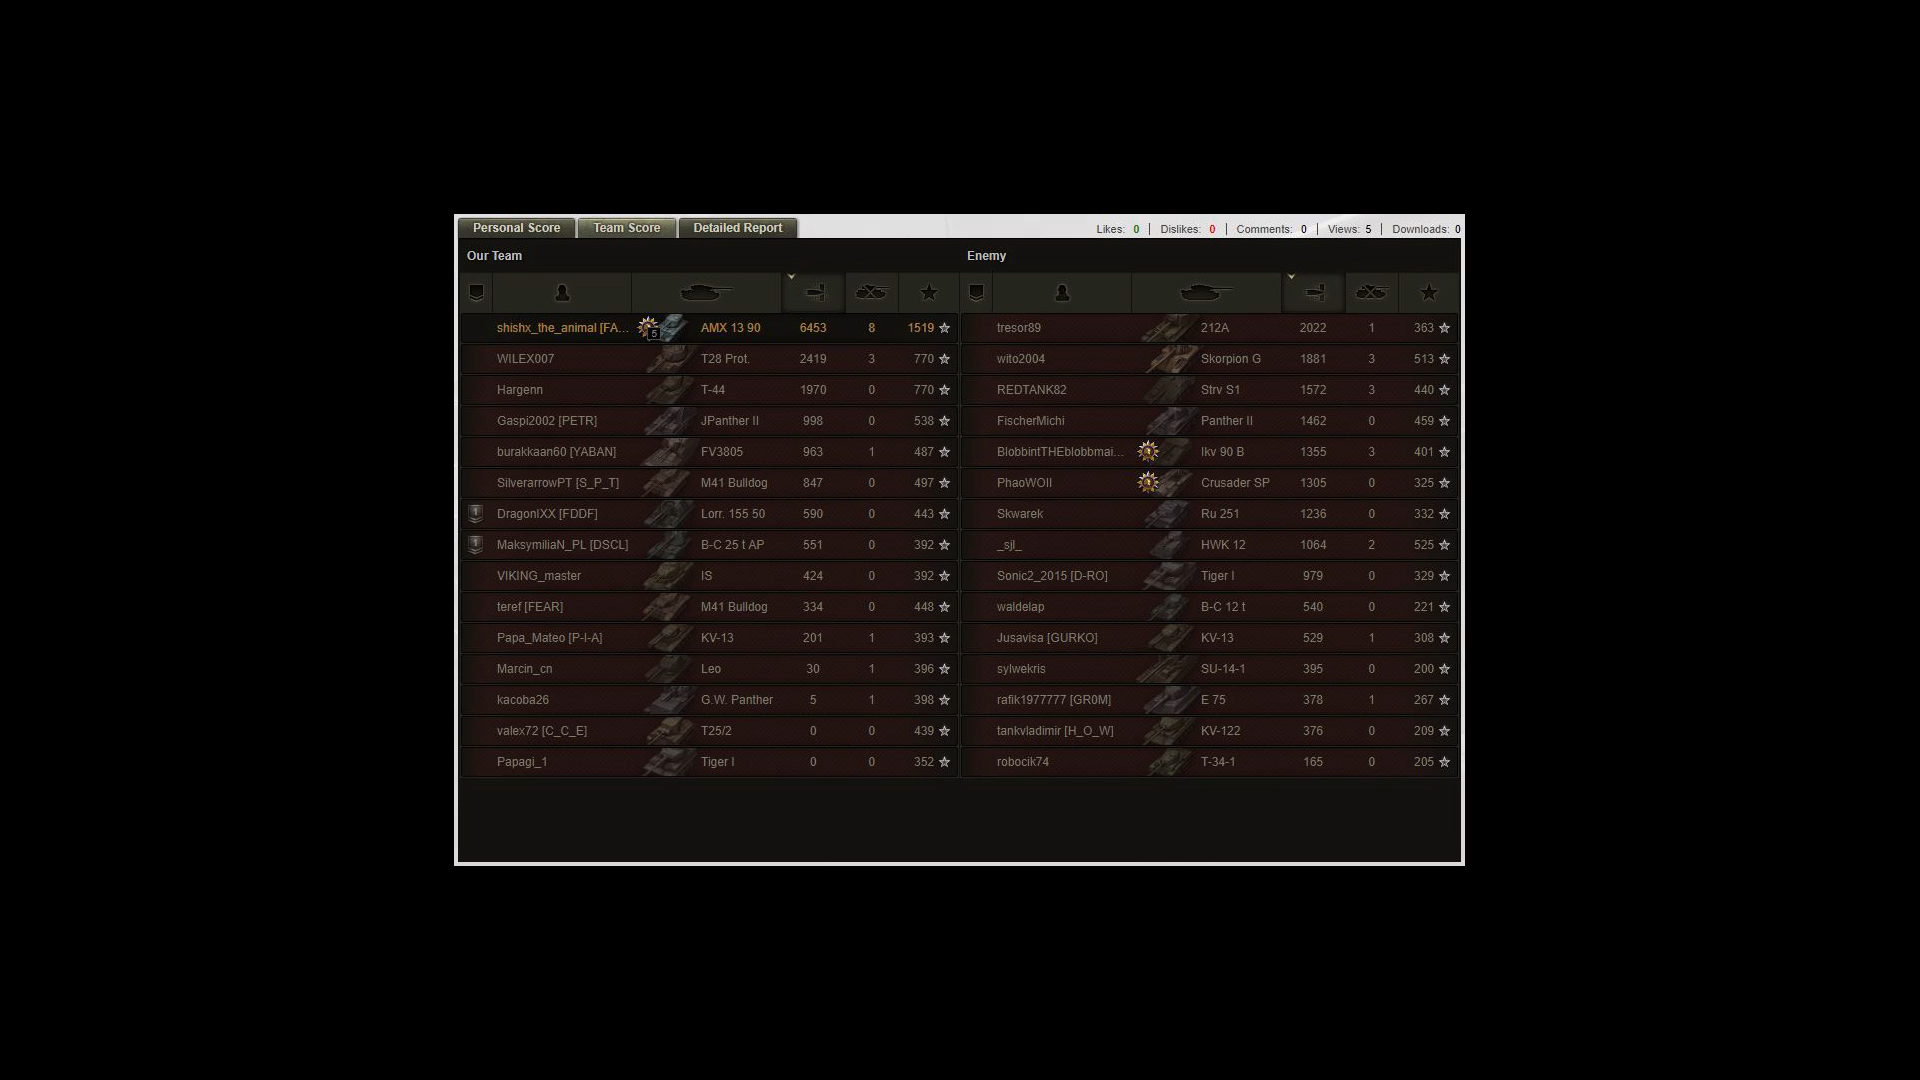 Personal Score Team Score Detailed Report Likes: 0 | Dislikes: 0 | Comments: 0 | Views: 5 | Downloads: 0
Our Team Enemy
shishx_the_animal [FA... 5 AMX 13 90 6453 8 1519 tresor89 212A 2022 1 363
WILEX007 T28 Prot. 2419 3 770 wito2004 Skorpion G 1881 3 513
Hargenn T-44 1970 0 770 REDTANK82 Strv S1 1572 3 440
Gaspi2002 [PETR] JPanther II 998 0 538 FischerMichi Panther II 1462 0 459
burakkaan60 [YABAN] FV3805 963 1 487 BlobbintTHEblobbmai... Ikv 90 B 1355 3 401
SilverarrowPT [S_P_T] M41 Bulldog 847 0 497 PhaoWOII Crusader SP 1305 0 325
1 DragonIXX [FDDF] Lorr. 155 50 590 0 443 Skwarek Ru 251 1236 0 332
1 MaksymiliaN_PL [DSCL] B-C 25 t AP 551 0 392 _sjl_ HWK 12 1064 2 525
VIKING_master IS 424 0 392 Sonic2_2015 [D-RO] Tiger I 979 0 329
teref [FEAR] M41 Bulldog 334 0 448 waldelap B-C 12 t 540 0 221
Papa_Mateo [P-I-A] KV-13 201 1 393 Jusavisa [GURKO] KV-13 529 1 308
Marcin_cn Leo 30 1 396 sylwekris SU-14-1 395 0 200
kacoba26 G.W. Panther 5 1 398 rafik1977777 [GR0M] E 75 378 1 267
valex72 [C_C_E] T25/2 0 0 439 tankvladimir [H_O_W] KV-122 376 0 209
Papagi_1 Tiger I 0 0 352 robocik74 T-34-1 165 0 205